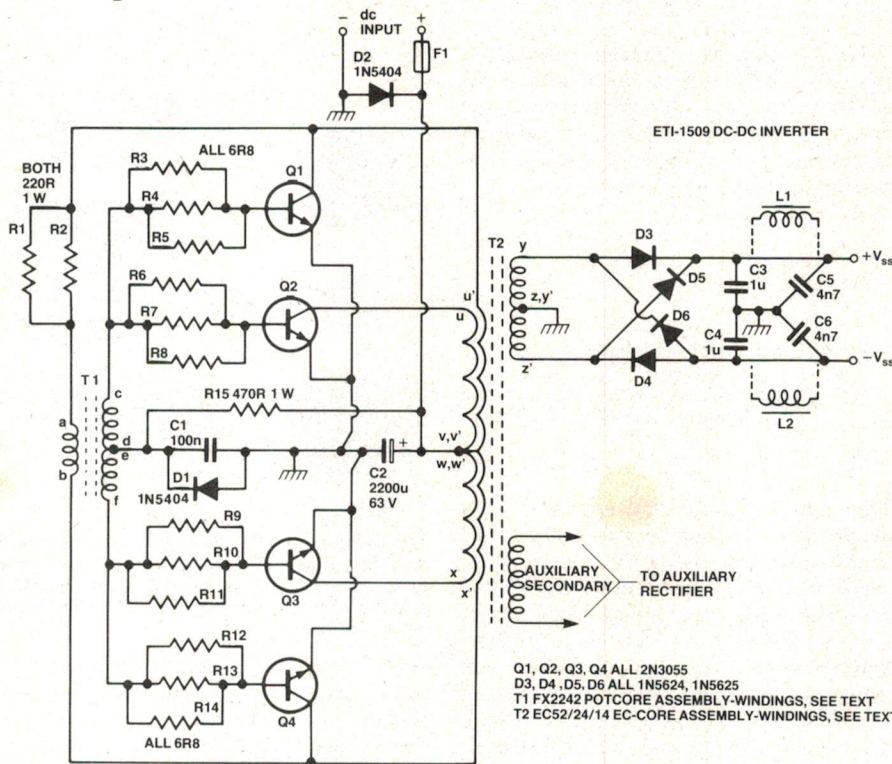 − dc +
INPUT
F1
D2
1N5404
ETI-1509 DC-DC INVERTER
BOTH
220R
1 W
R1
R2
R3
ALL 6R8
R4
R5
Q1
R6
R7
R8
Q2
T1
a
b
c
d
e
f
R15 470R 1 W
C1
100n
D1
1N5404
C2
2200u
63 V
+
R9
R10
R11
Q3
R12
R13
R14
ALL 6R8
Q4
T2
u'
u
v,v'
w,w'
x
x'
y
z,y'
z'
D3
D5
D6
D4
C3
1u
C4
1u
L1
C5
4n7
C6
4n7
L2
+Vss
−Vss
AUXILIARY
SECONDARY
TO AUXILIARY
RECTIFIER
Q1, Q2, Q3, Q4 ALL 2N3055
D3, D4 ,D5, D6 ALL 1N5624, 1N5625
T1 FX2242 POTCORE ASSEMBLY-WINDINGS, SEE TEXT
T2 EC52/24/14 EC-CORE ASSEMBLY-WINDINGS, SEE TEXT